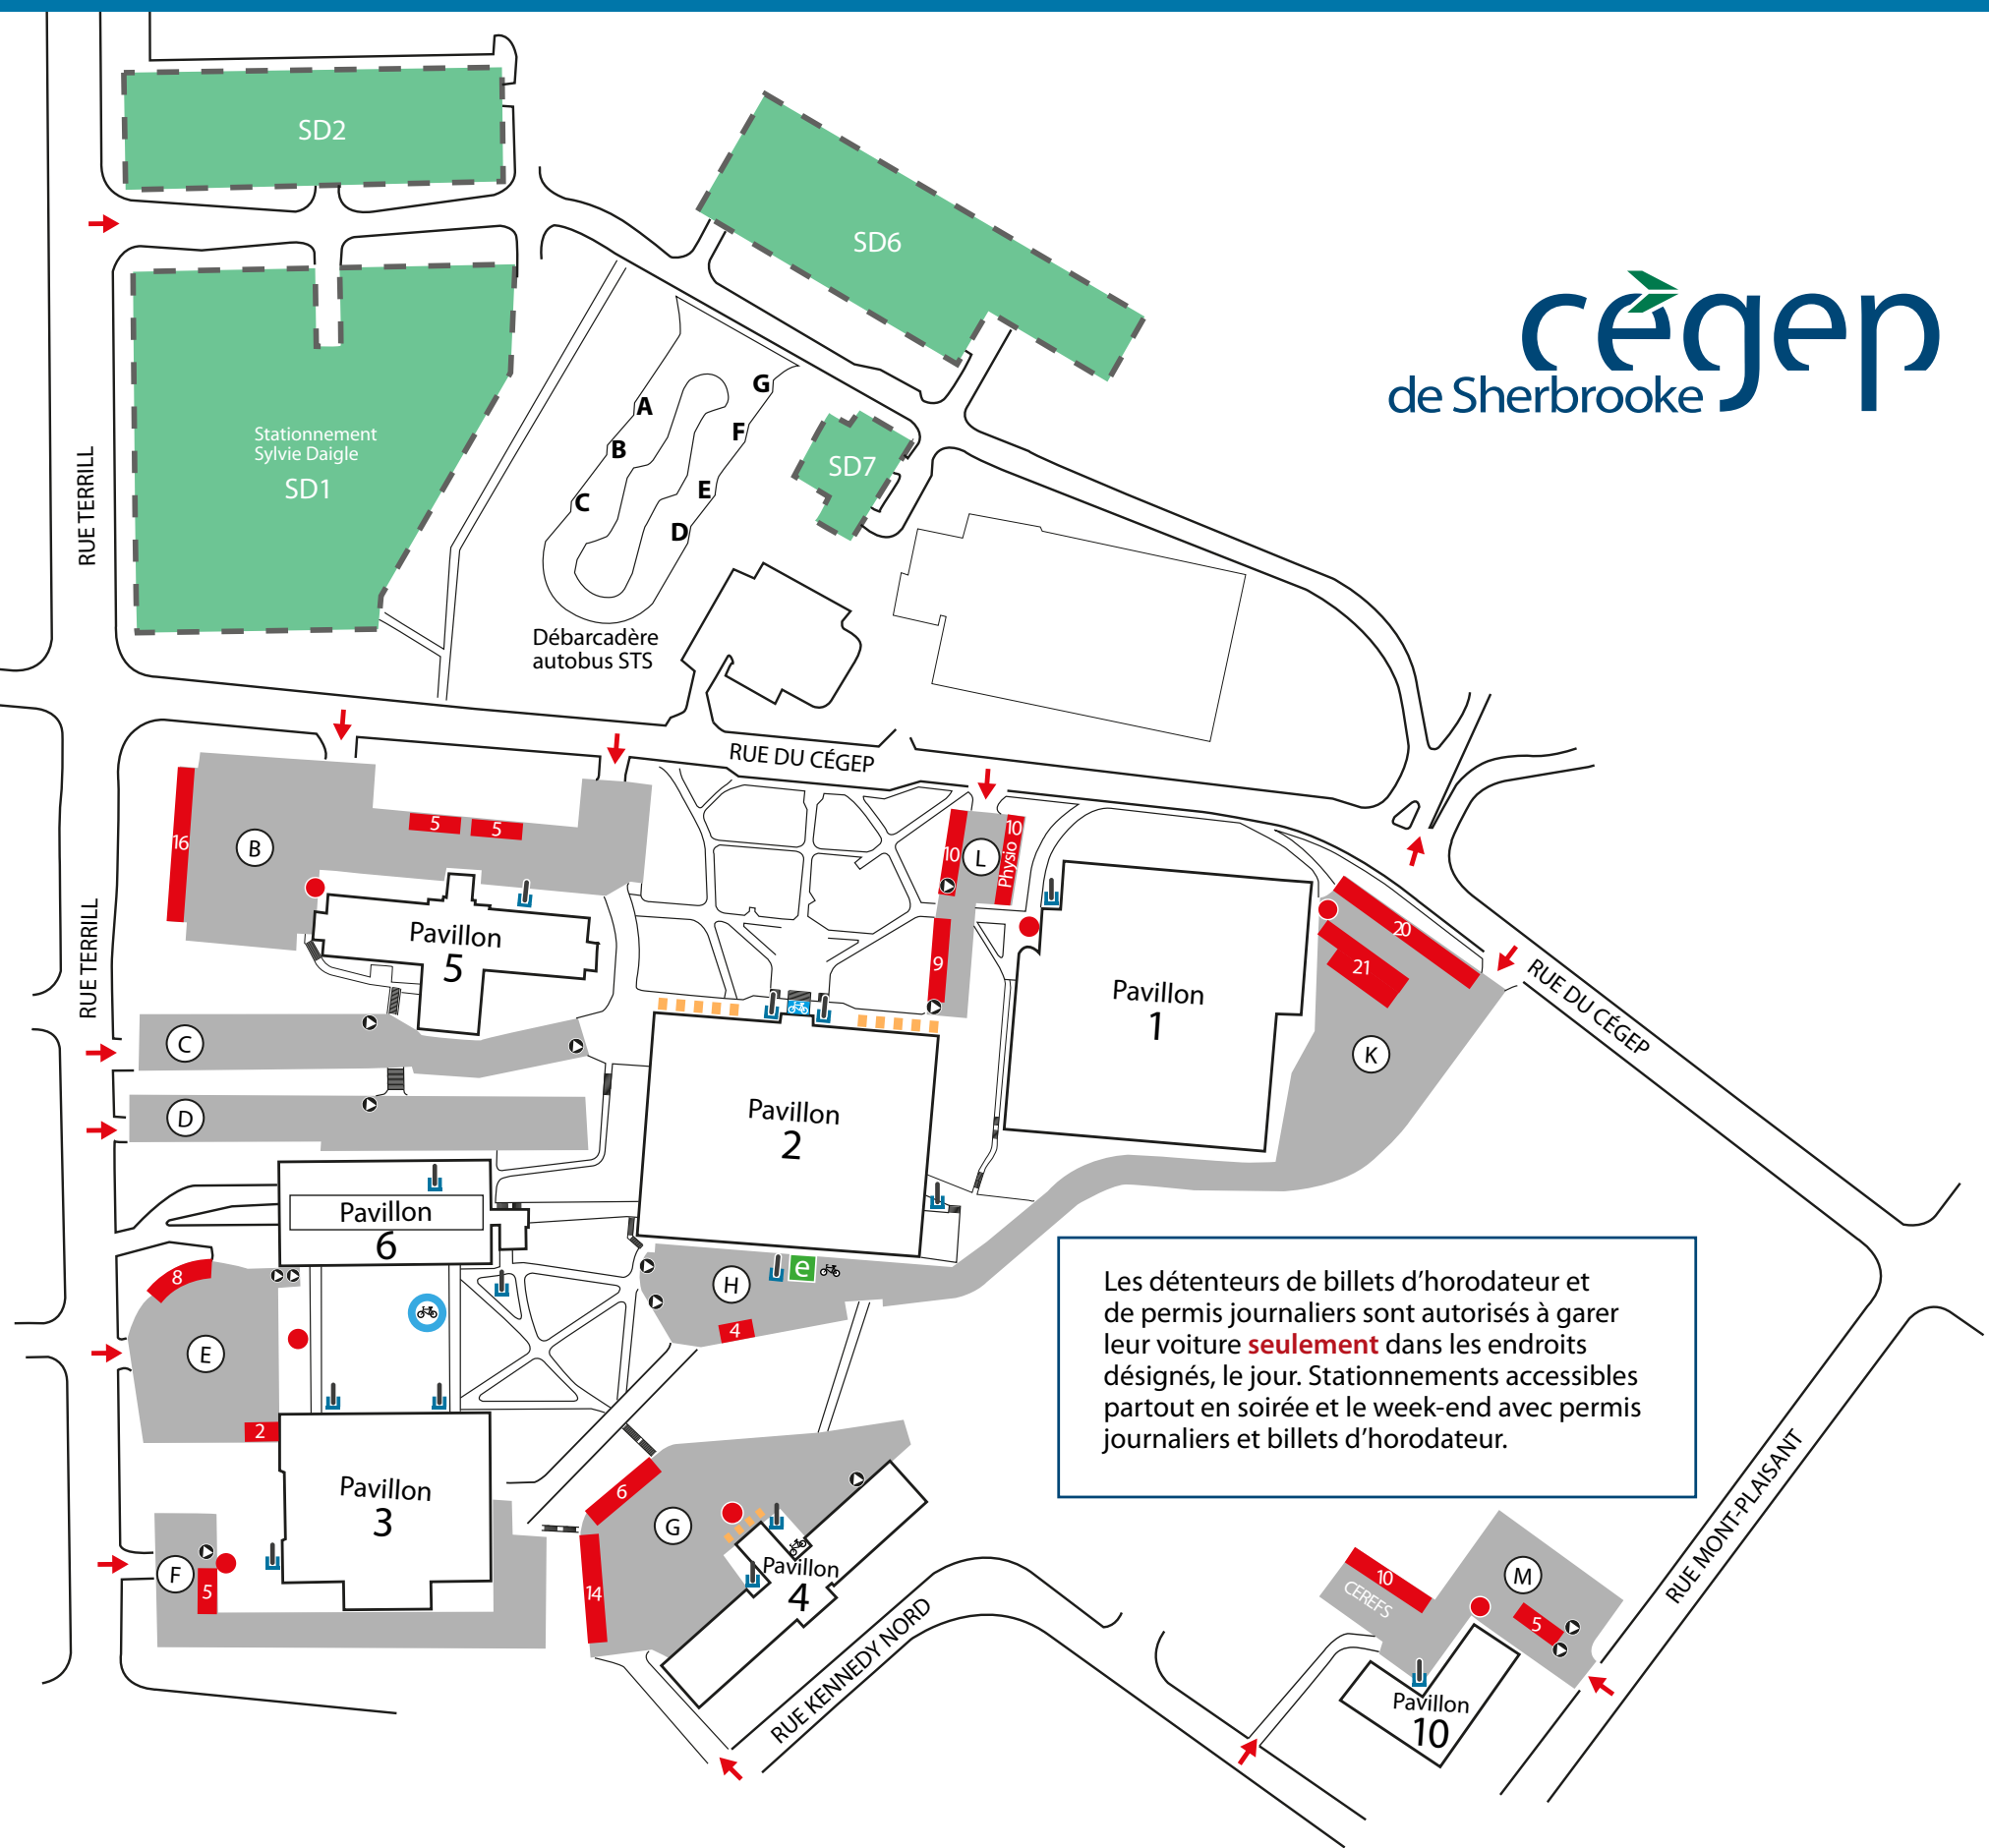 SD2
SD6
cégep
de Sherbrooke
Stationnement
Sylvie Daigle
SD1
RUE TERRILL
A
B
C
G
F
E
D
SD7
Débarcadère
autobus STS
RUE DU CÉGEP
16
B
5
5
10
L
10
Physio
9
Pavillon
5
RUE TERRILL
20
21
K
RUE DU CÉGEP
Pavillon
1
C
D
Pavillon
2
Pavillon
6
8
E
2
H
e
4
Les détenteurs de billets d'horodateur et
de permis journaliers sont autorisés à garer
leur voiture seulement dans les endroits
désignés, le jour. Stationnements accessibles
partout en soirée et le week-end avec permis
journaliers et billets d'horodateur.
Pavillon
3
F
5
6
G
14
Pavillon
4
RUE KENNEDY NORD
10
CEREFS
M
5
Pavillon
10
RUE MONT-PLAISANT